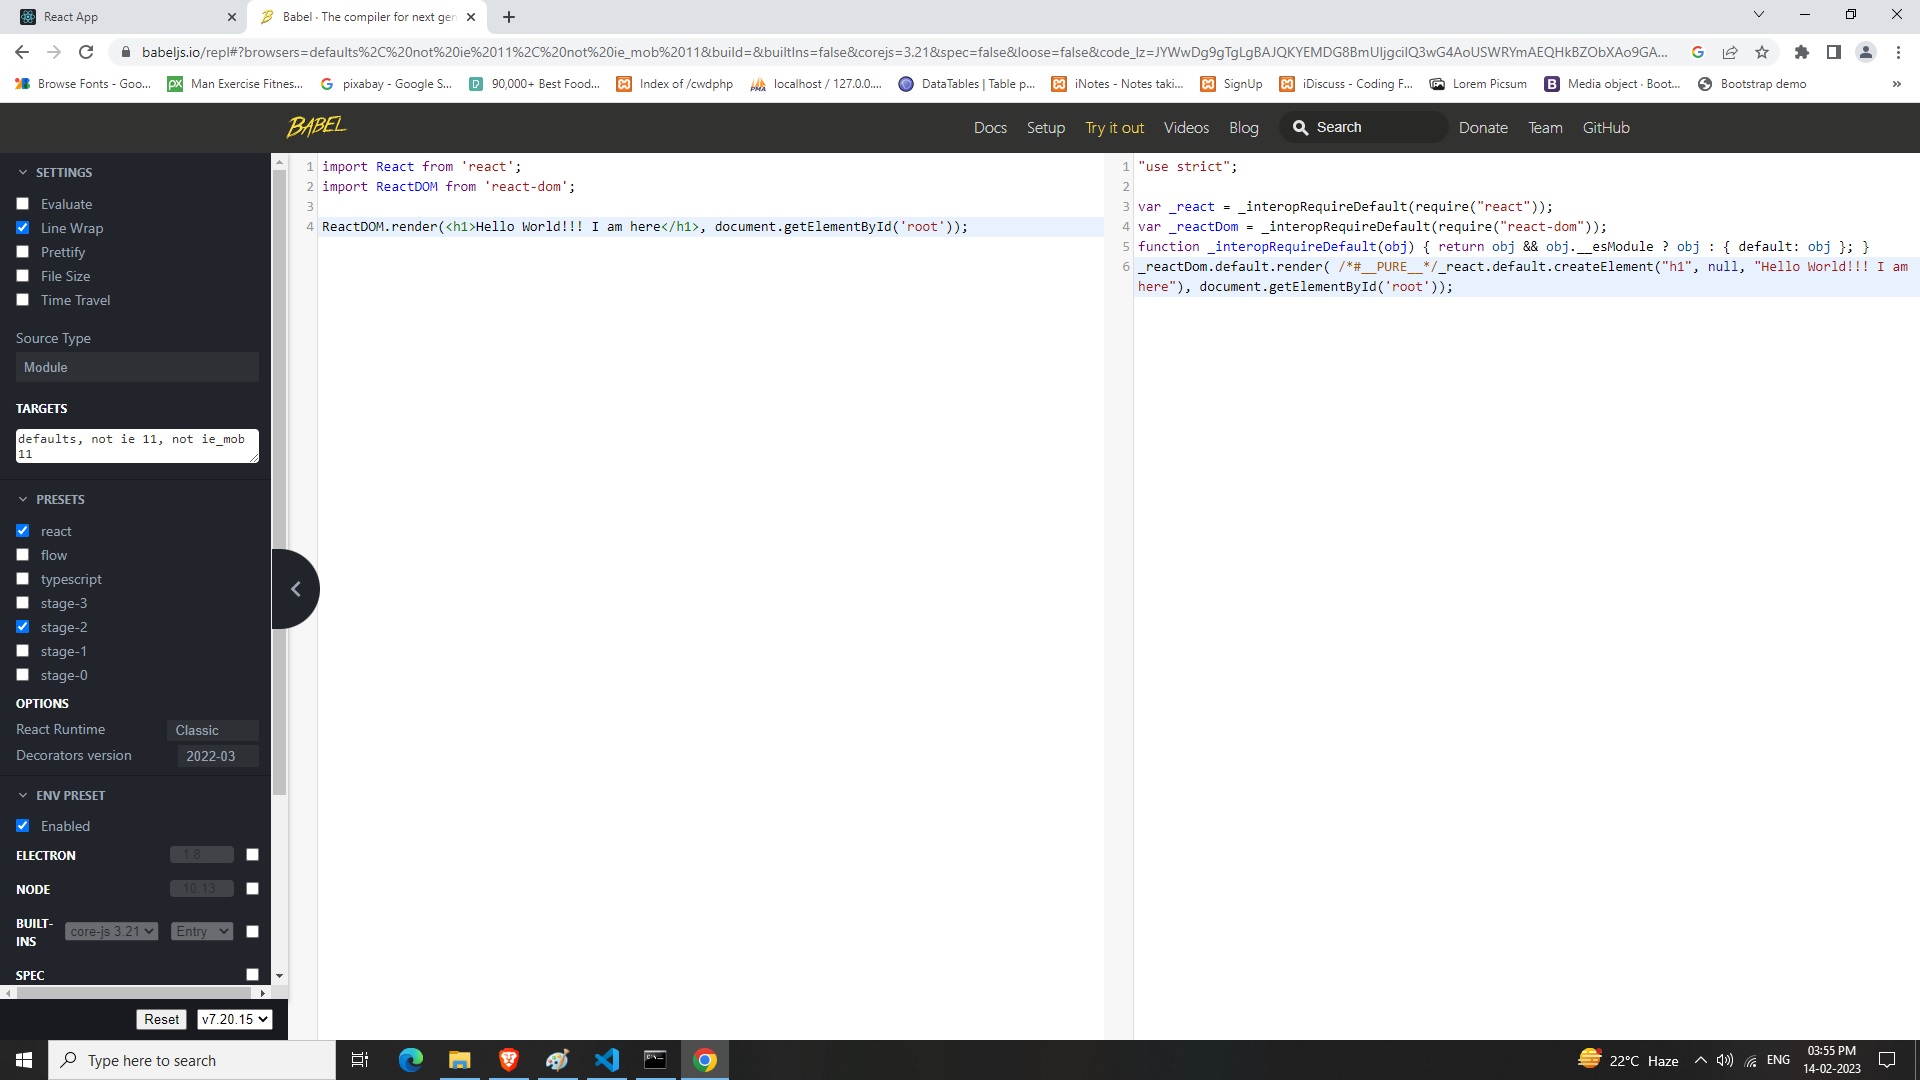 React App
Babel · The compiler for next gen
babeljs.io/repl#?browsers=defaults%2C%20not%20ie%2011%2C%20not%20ie_mob%2011&build=&builtIns=false&corejs=3.21&spec=false&loose=false&code_lz=JYWwDg9gTgLgBAJQKYEMDG8BmUIjgcilQ3wG4AoUSWRYmAEQHkBZObXAo9GA...
Browse Fonts - Goo...
Man Exercise Fitnes...
pixabay - Google S...
90,000+ Best Food...
Index of /cwdphp
localhost / 127.0.0....
DataTables | Table p...
iNotes - Notes taki...
SignUp
iDiscuss - Coding F...
Lorem Picsum
Media object · Boot...
Bootstrap demo
»
BABEL
Docs
Setup
Try it out
Videos
Blog
Search
Donate
Team
GitHub
SETTINGS
Evaluate
Line Wrap
Prettify
File Size
Time Travel
Source Type
Module
TARGETS
defaults, not ie 11, not ie_mob
11
PRESETS
react
flow
typescript
stage-3
stage-2
stage-1
stage-0
OPTIONS
React Runtime Classic
Decorators version 2022-03
ENV PRESET
Enabled
ELECTRON 1.8
NODE 10.13
BUILT-
INS core-js 3.21 Entry
SPEC
Reset v7.20.15
1 import React from 'react';
2 import ReactDOM from 'react-dom';
3
4 ReactDOM.render(<h1>Hello World!!! I am here</h1>, document.getElementById('root'));
1 "use strict";
2
3 var _react = _interopRequireDefault(require("react"));
4 var _reactDom = _interopRequireDefault(require("react-dom"));
5 function _interopRequireDefault(obj) { return obj && obj.__esModule ? obj : { default: obj }; }
6 _reactDom.default.render( /*#__PURE__*/_react.default.createElement("h1", null, "Hello World!!! I am
here"), document.getElementById('root'));
Type here to search
22°C Haze
ENG
03:55 PM
14-02-2023